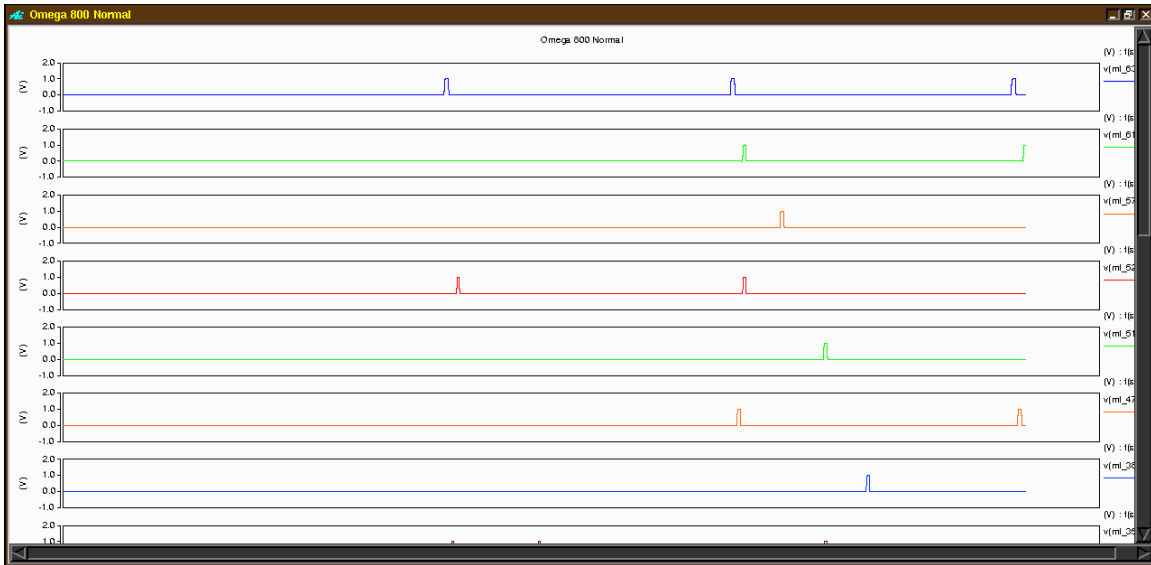 Omega 800 Normal
Omega 800 Normal
(V) : t(s
2.0
1.0
0.0
-1.0
(V)
v(ml_63
(V) : t(s
2.0
1.0
0.0
-1.0
(V)
v(ml_61
(V) : t(s
2.0
1.0
0.0
-1.0
(V)
v(ml_57
(V) : t(s
2.0
1.0
0.0
-1.0
(V)
v(ml_52
(V) : t(s
2.0
1.0
0.0
-1.0
(V)
v(ml_51
(V) : t(s
2.0
1.0
0.0
-1.0
(V)
v(ml_47
(V) : t(s
2.0
1.0
0.0
-1.0
(V)
v(ml_38
(V) : t(s
2.0
1.0
v(ml_35